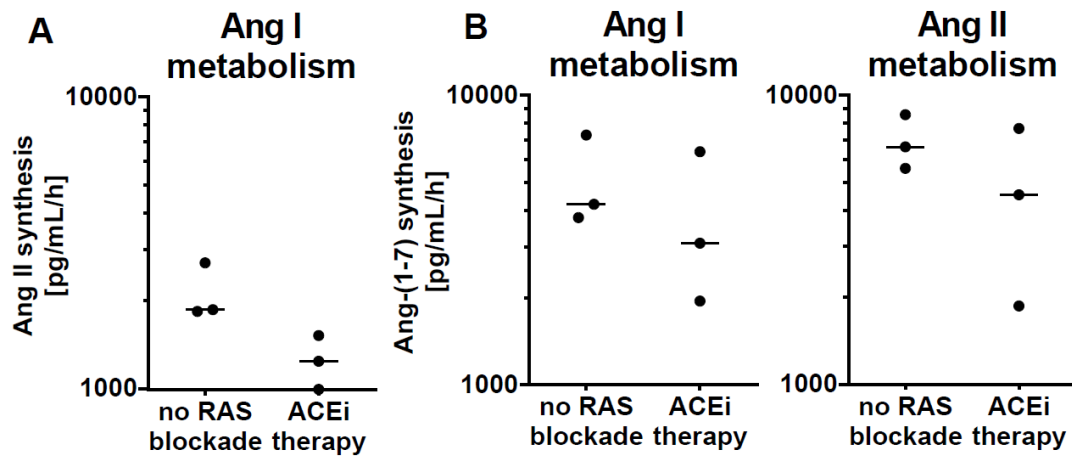 A
Ang I
metabolism
Ang II synthesis
[pg/mL/h]
10000
1000
no RAS
blockade
ACEi
therapy
B
Ang I
metabolism
Ang-(1-7) synthesis
[pg/mL/h]
10000
1000
no RAS
blockade
ACEi
therapy
Ang II
metabolism
10000
1000
no RAS
blockade
ACEi
therapy